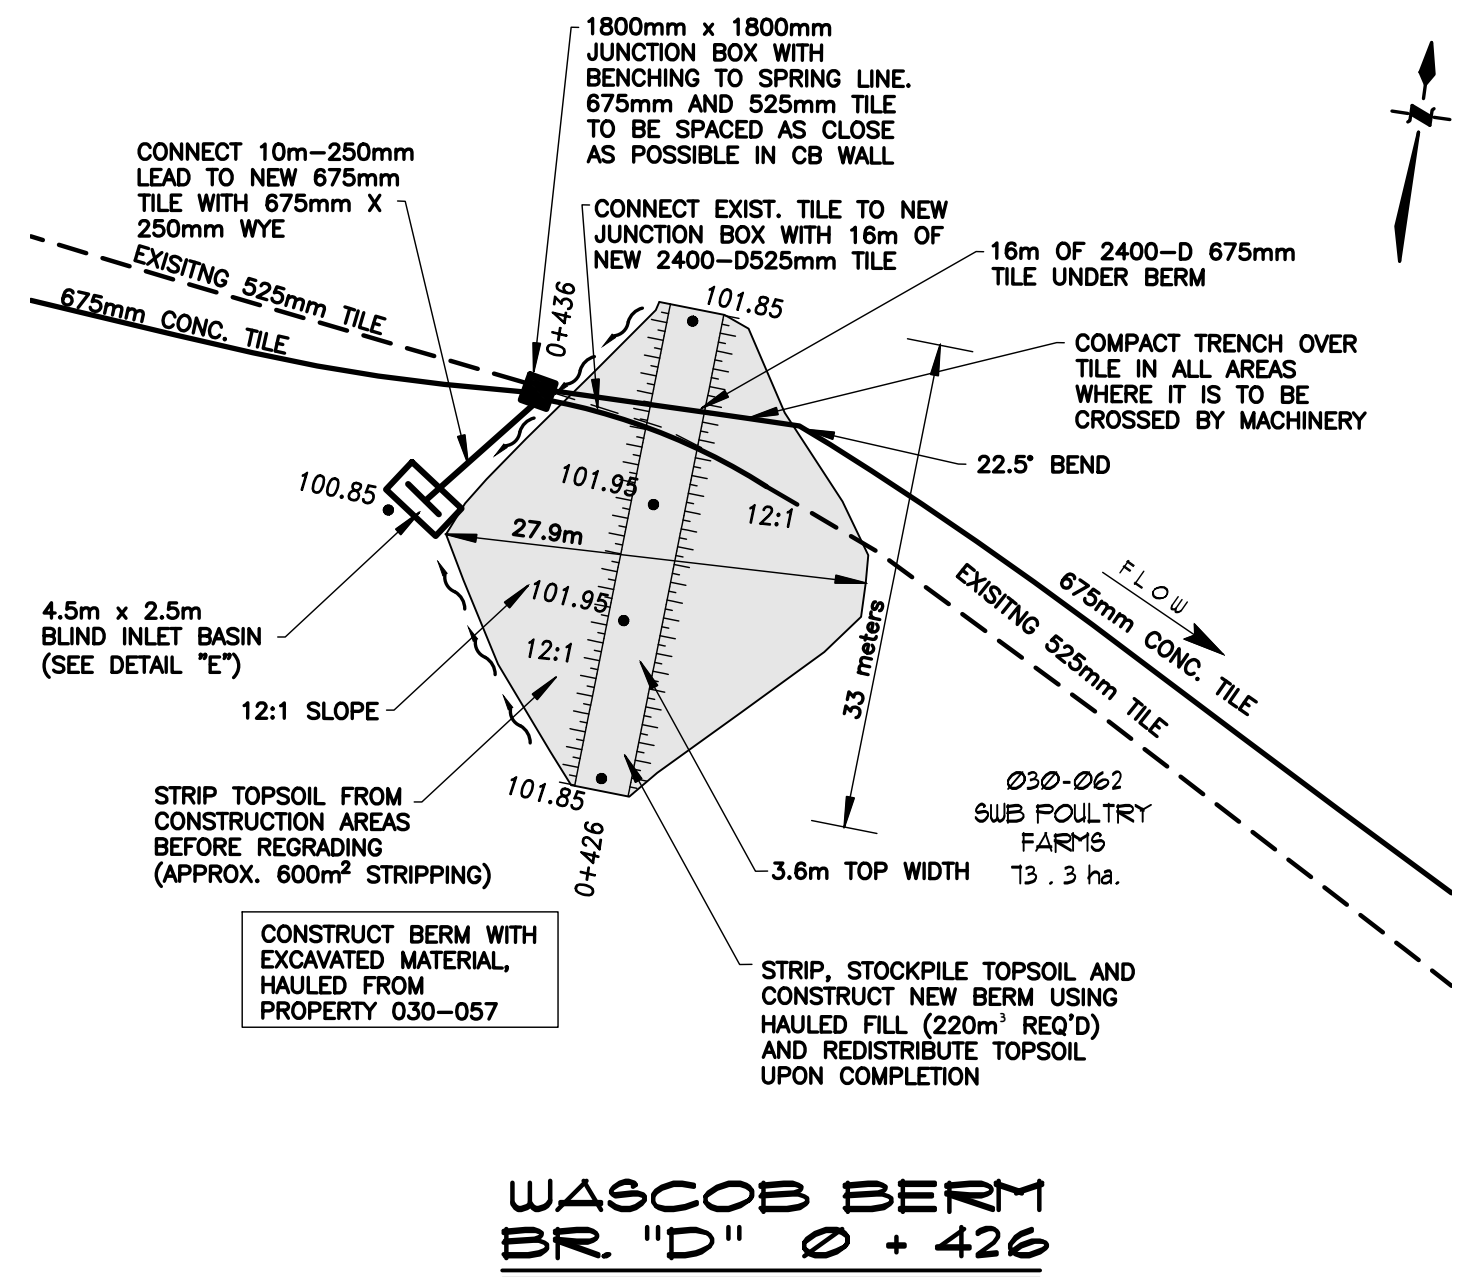 1800mm x 1800mm
JUNCTION BOX WITH
BENCHING TO SPRING LINE.
675mm AND 525mm TILE
TO BE SPACED AS CLOSE
AS POSSIBLE IN CB WALL
N
CONNECT 10m-250mm
LEAD TO NEW 675mm
TILE WITH 675mm X
250mm WYE
CONNECT EXIST. TILE TO NEW
JUNCTION BOX WITH 16m OF
NEW 2400-D525mm TILE
16m OF 2400-D 675mm
TILE UNDER BERM
EXISITNG 525mm TILE
675mm CONC. TILE
0+436
101.85
COMPACT TRENCH OVER
TILE IN ALL AREAS
WHERE IT IS TO BE
CROSSED BY MACHINERY
22.5° BEND
100.85
101.95
12:1
27.9m
FLOW
675mm CONC. TILE
EXISITNG 525mm TILE
4.5m x 2.5m
BLIND INLET BASIN
(SEE DETAIL "E")
101.95
12:1
33 meters
12:1 SLOPE
101.85
STRIP TOPSOIL FROM
CONSTRUCTION AREAS
BEFORE REGRADING
(APPROX. 600m² STRIPPING)
0+426
Ø30-Ø62
SWB POULTRY
FARMS
73.3 ha.
3.6m TOP WIDTH
CONSTRUCT BERM WITH
EXCAVATED MATERIAL,
HAULED FROM
PROPERTY 030-057
STRIP, STOCKPILE TOPSOIL AND
CONSTRUCT NEW BERM USING
HAULED FILL (220m³ REQ'D)
AND REDISTRIBUTE TOPSOIL
UPON COMPLETION
WASCOB BERM
BR. "D" Ø + 426